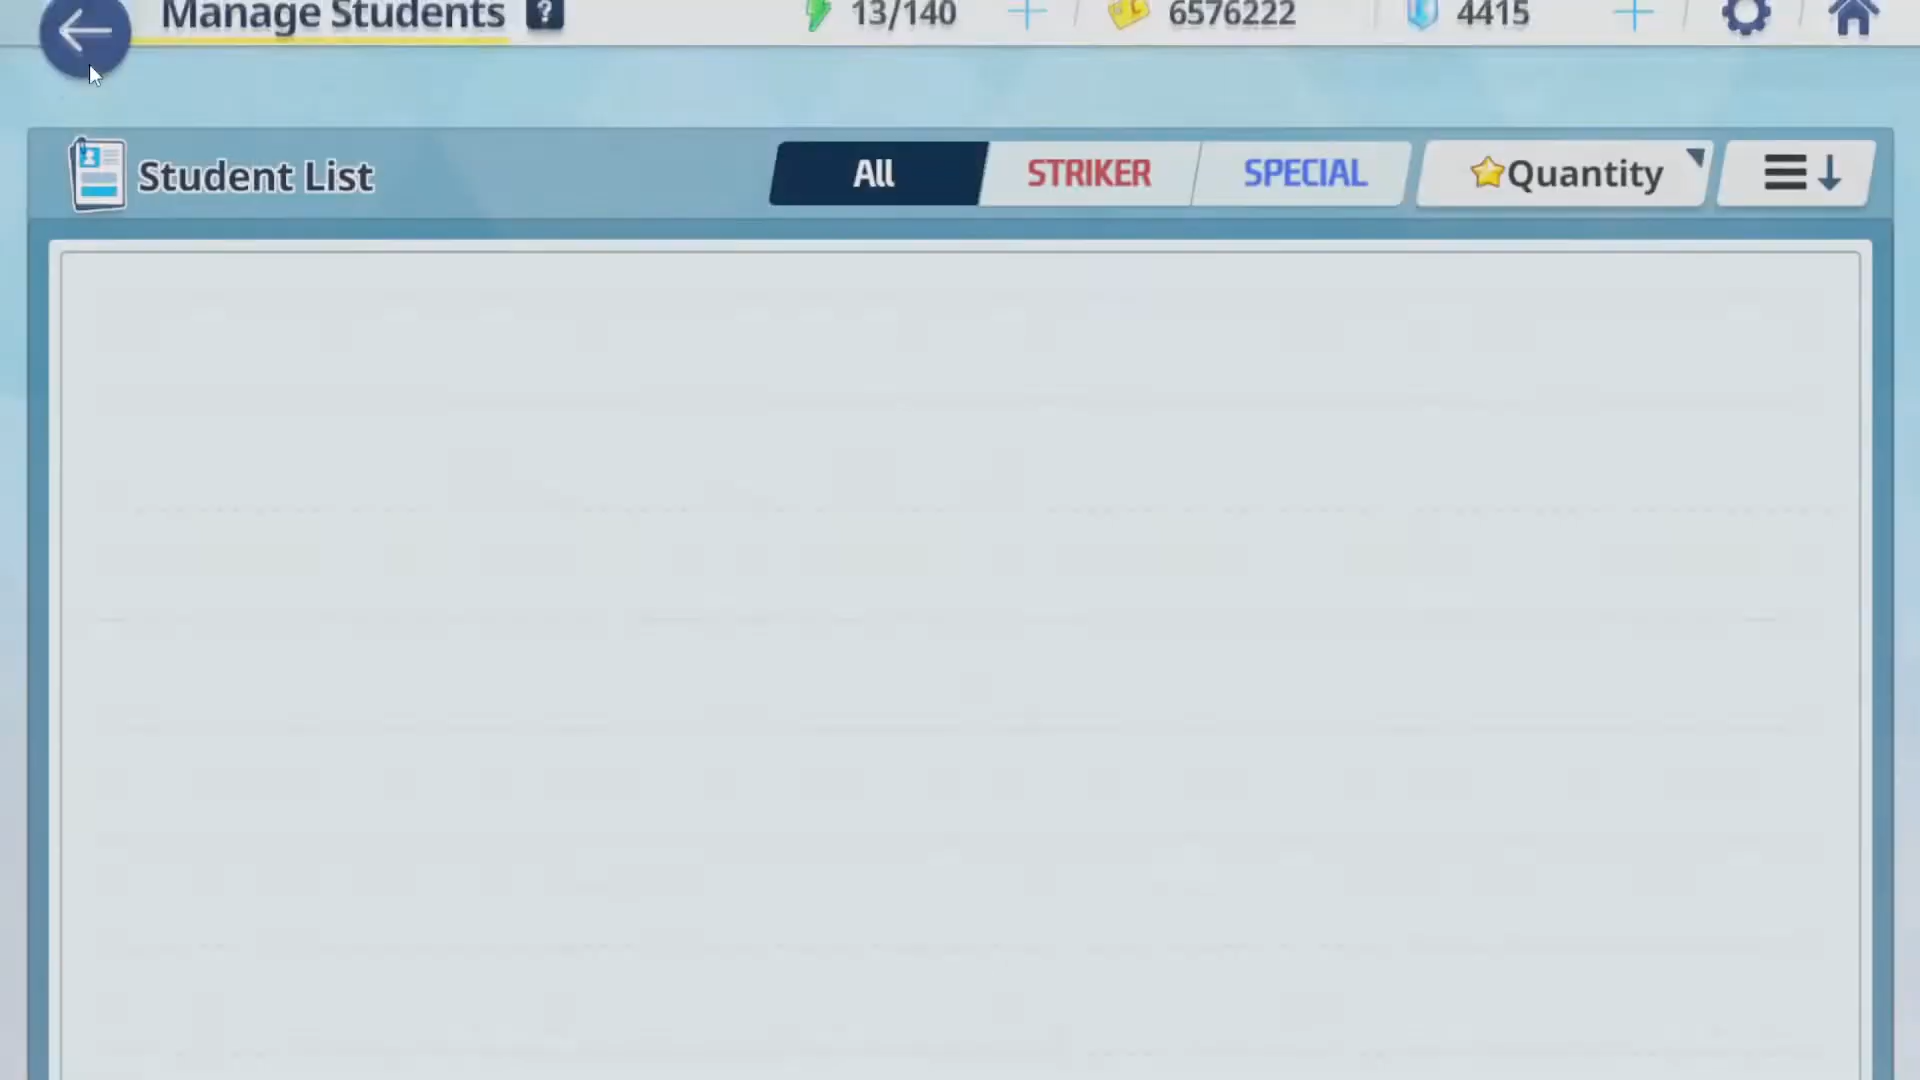 Manage Students ? 13/140 6576222 4415
Student List All STRIKER SPECIAL Quantity